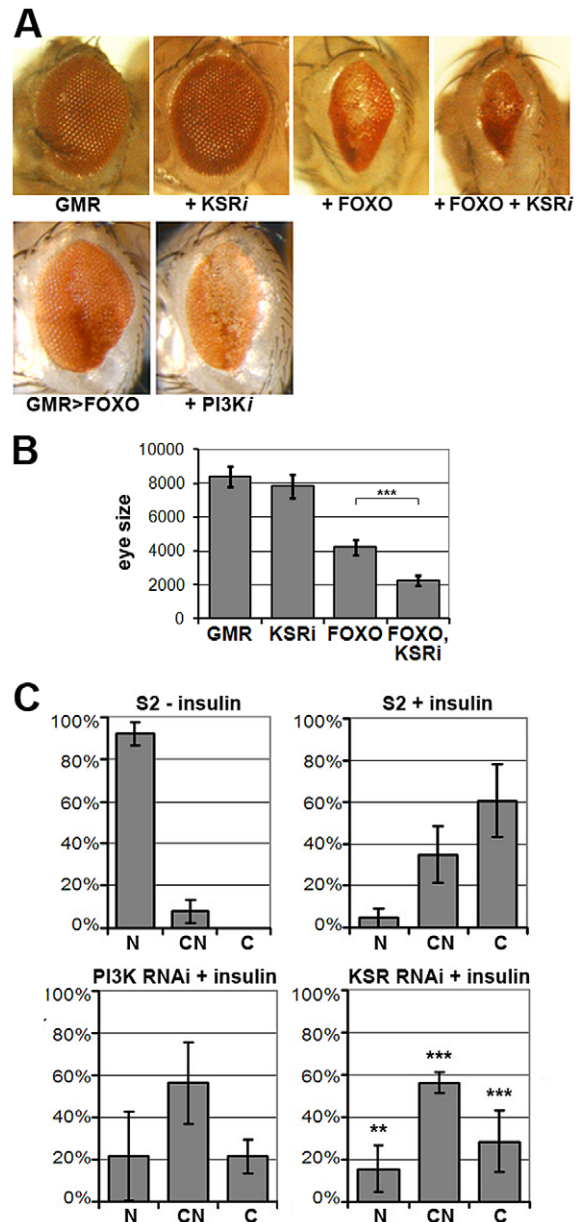 A
GMR + KSRi + FOXO + FOXO + KSRi
GMR>FOXO + PI3Ki
B
eye size
10000
8000
6000
4000
2000
0
***
GMR KSRi FOXO FOXO, KSRi
C
S2 - insulin
100%
80%
60%
40%
20%
0%
N CN C
S2 + insulin
100%
80%
60%
40%
20%
0%
N CN C
PI3K RNAi + insulin
100%
80%
60%
40%
20%
0%
N CN C
KSR RNAi + insulin
100%
80%
60%
40%
20%
0%
** *** ***
N CN C